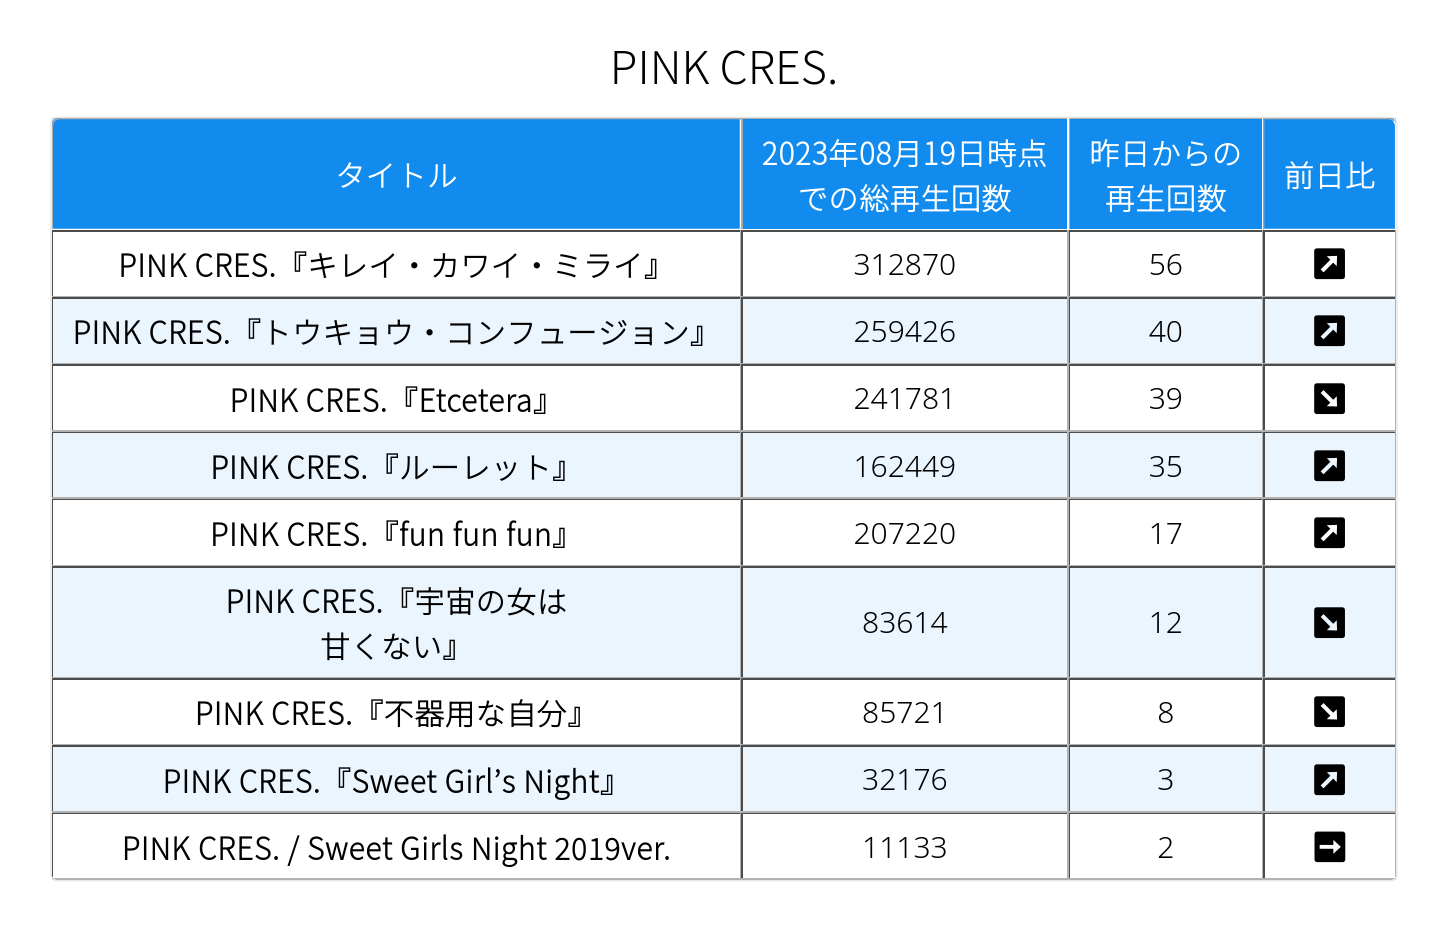 PINK CRES.
タイトル
2023年08月19日時点
での総再生回数
昨日からの
再生回数
前日比
PINK CRES.『キレイ・カワイ・ミライ』 312870 56
PINK CRES.『トウキョウ・コンフュージョン』 259426 40
PINK CRES.『Etcetera』 241781 39
PINK CRES.『ルーレット』 162449 35
PINK CRES.『fun fun fun』 207220 17
PINK CRES.『宇宙の女は
甘くない』 83614 12
PINK CRES.『不器用な自分』 85721 8
PINK CRES.『Sweet Girl’s Night』 32176 3
PINK CRES. / Sweet Girls Night 2019ver. 11133 2